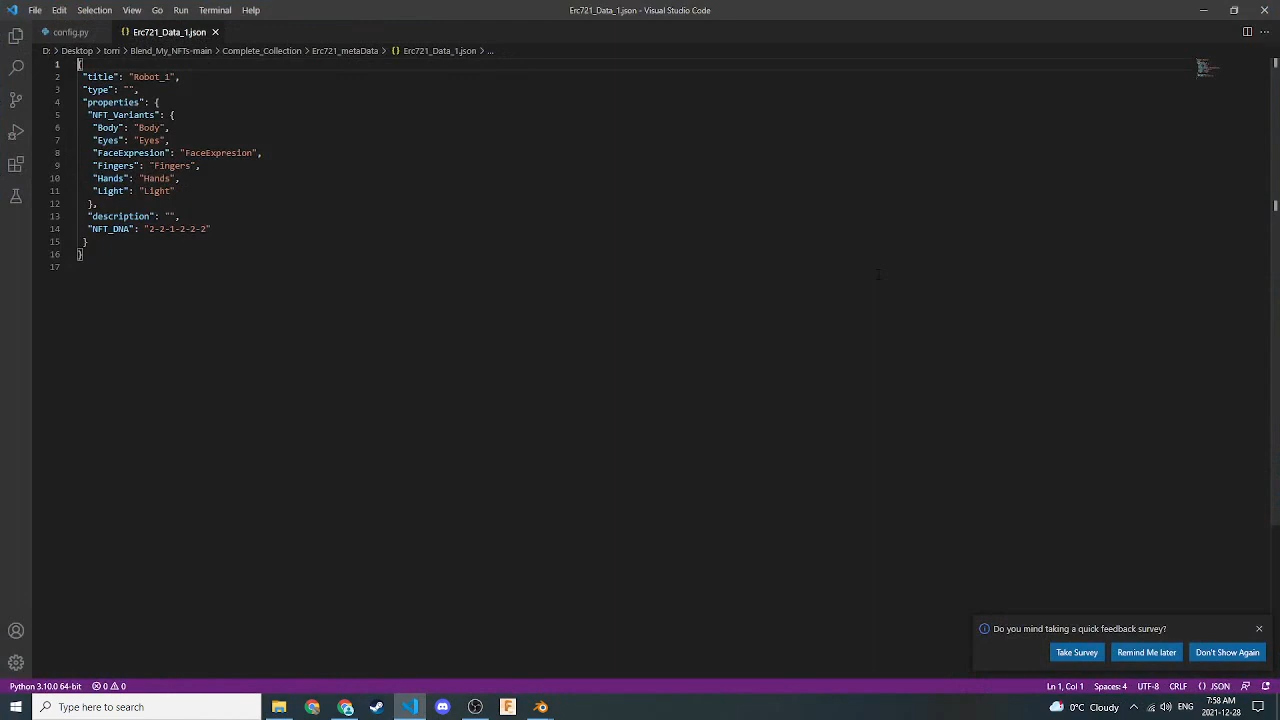 File Edit Selection View Go Run Terminal Help
Erc721_Data_1.json - Visual Studio Code
config.py
{} Erc721_Data_1.json
D: > Desktop > torri > Blend_My_NFTs-main > Complete_Collection > Erc721_metaData > {} Erc721_Data_1.json > ...
1 {
2 "title": "Robot_1",
3 "type": "",
4 "properties": {
5 "NFT_Variants": {
6 "Body": "Body",
7 "Eyes": "Eyes",
8 "FaceExpresion": "FaceExpresion",
9 "Fingers": "Fingers",
10 "Hands": "Hands",
11 "Light": "Light"
12 },
13 "description": "",
14 "NFT_DNA": "2-2-1-2-2-2"
15 }
16 }
17
Do you mind taking a quick feedback survey?
Take Survey Remind Me later Don't Show Again
Python 3.10.0 64-bit 0 0 Ln 1, Col 1 Spaces: 4 UTF-8 CRLF {} JSON
Type here to search
F
0°C Cloudy ENG 7:58 AM
2021-12-28